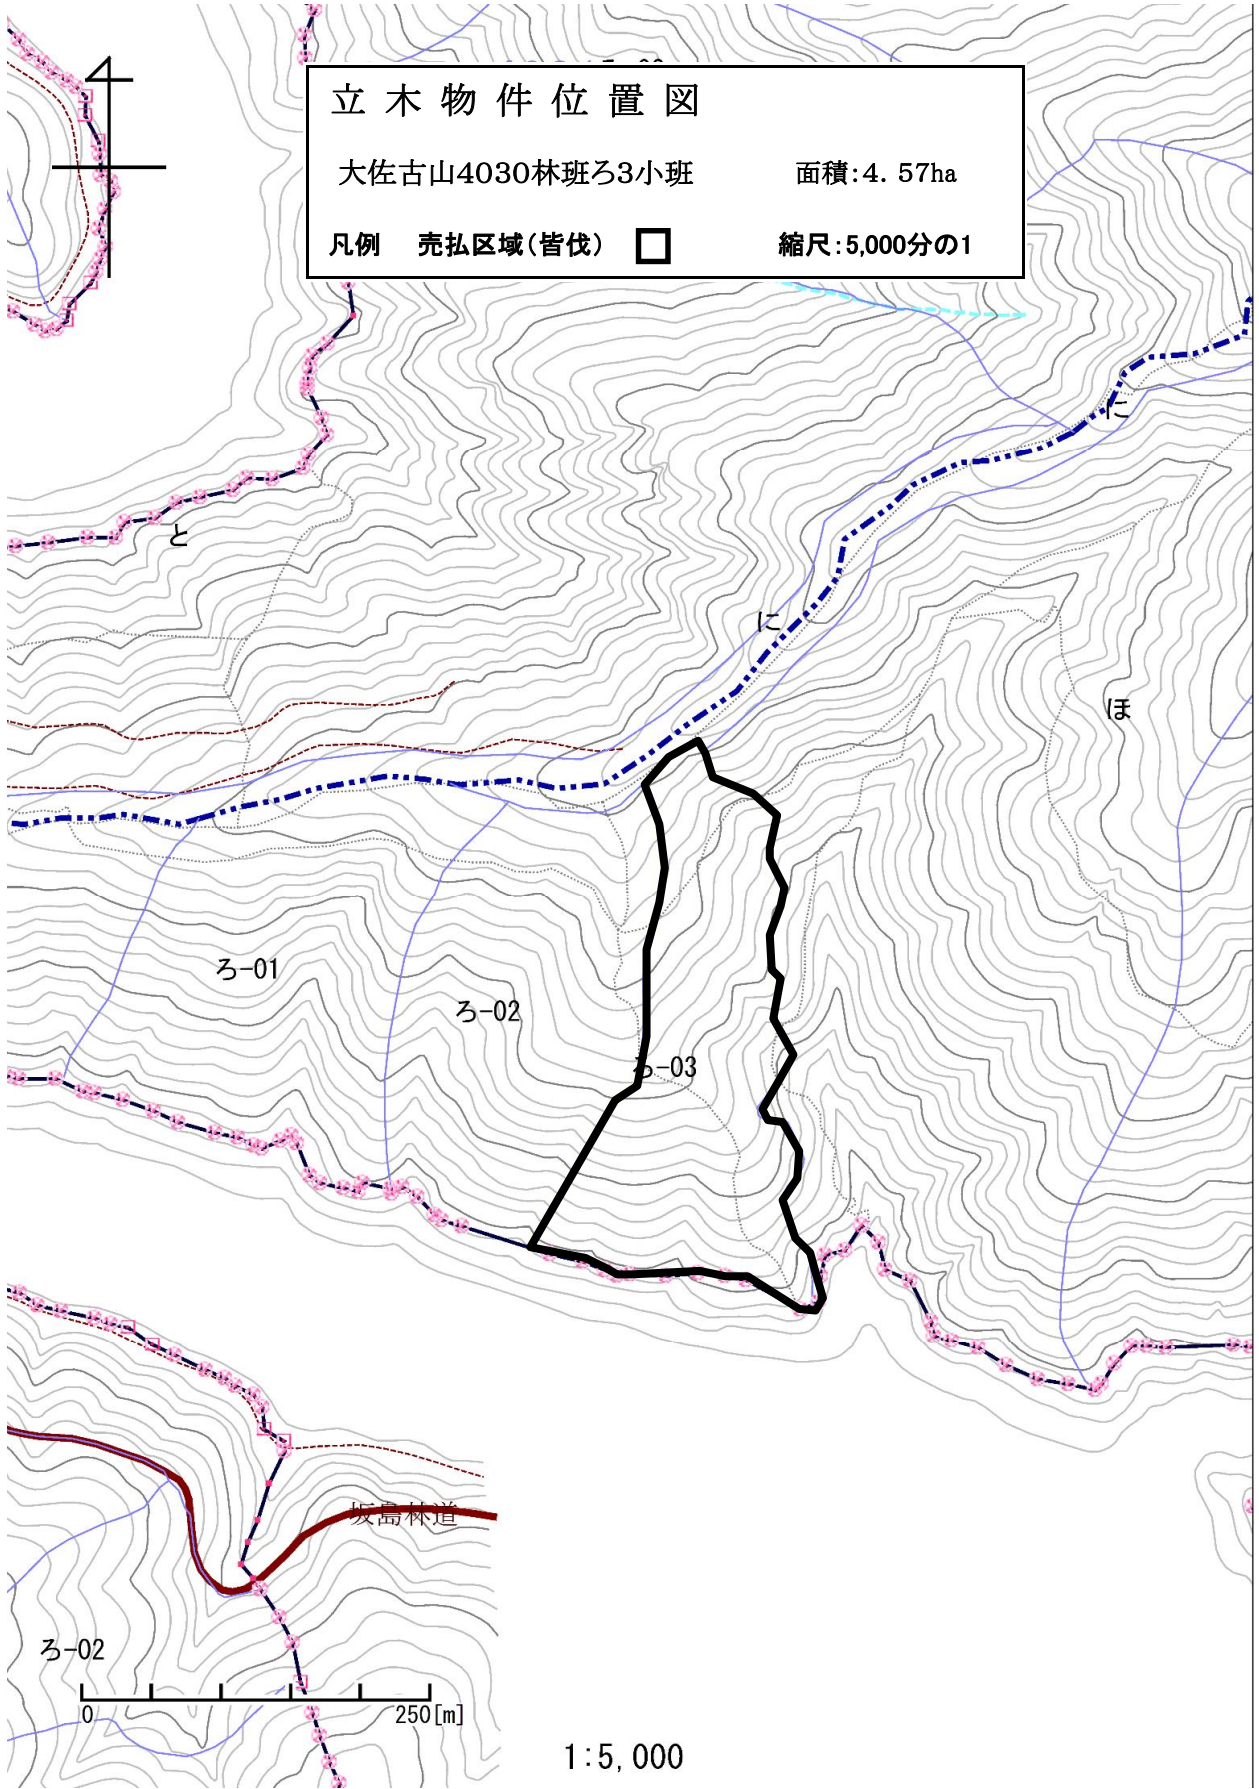 立木物件位置図
大佐古山4030林班ろ3小班 面積:4.57ha
凡例 売払区域(皆伐) 縮尺:5,000分の1
に
と
に
ほ
ろ-01
ろ-02
ろ-03
坂島林道
ろ-02
0 250[m]
1:5,000